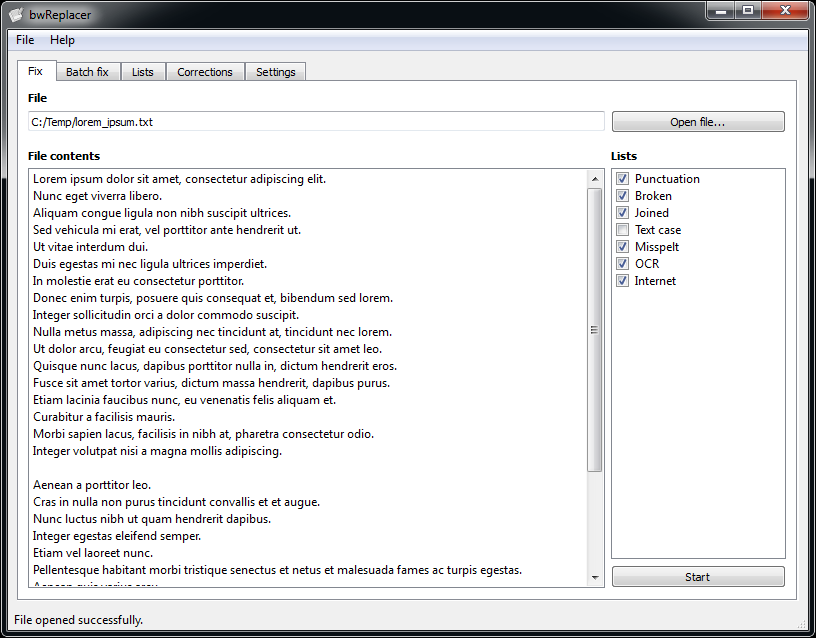 bwReplacer
File Help
Fix Batch fix Lists Corrections Settings
File
C:/Temp/lorem_ipsum.txt Open file...
File contents
Lorem ipsum dolor sit amet, consectetur adipiscing elit.
Nunc eget viverra libero.
Aliquam congue ligula non nibh suscipit ultrices.
Sed vehicula mi erat, vel porttitor ante hendrerit ut.
Ut vitae interdum dui.
Duis egestas mi nec ligula ultrices imperdiet.
In molestie erat eu consectetur porttitor.
Donec enim turpis, posuere quis consequat et, bibendum sed lorem.
Integer sollicitudin orci a dolor commodo suscipit.
Nulla metus massa, adipiscing nec tincidunt at, tincidunt nec lorem.
Ut dolor arcu, feugiat eu consectetur sed, consectetur sit amet leo.
Quisque nunc lacus, dapibus porttitor nulla in, dictum hendrerit eros.
Fusce sit amet tortor varius, dictum massa hendrerit, dapibus purus.
Etiam lacinia faucibus nunc, eu venenatis felis aliquam et.
Curabitur a facilisis mauris.
Morbi sapien lacus, facilisis in nibh at, pharetra consectetur odio.
Integer volutpat nisi a magna mollis adipiscing.
Aenean a porttitor leo.
Cras in nulla non purus tincidunt convallis et et augue.
Nunc luctus nibh ut quam hendrerit dapibus.
Integer egestas eleifend semper.
Etiam vel laoreet nunc.
Pellentesque habitant morbi tristique senectus et netus et malesuada fames ac turpis egestas.
Lists
Punctuation
Broken
Joined
Text case
Misspelt
OCR
Internet
Start
File opened successfully.